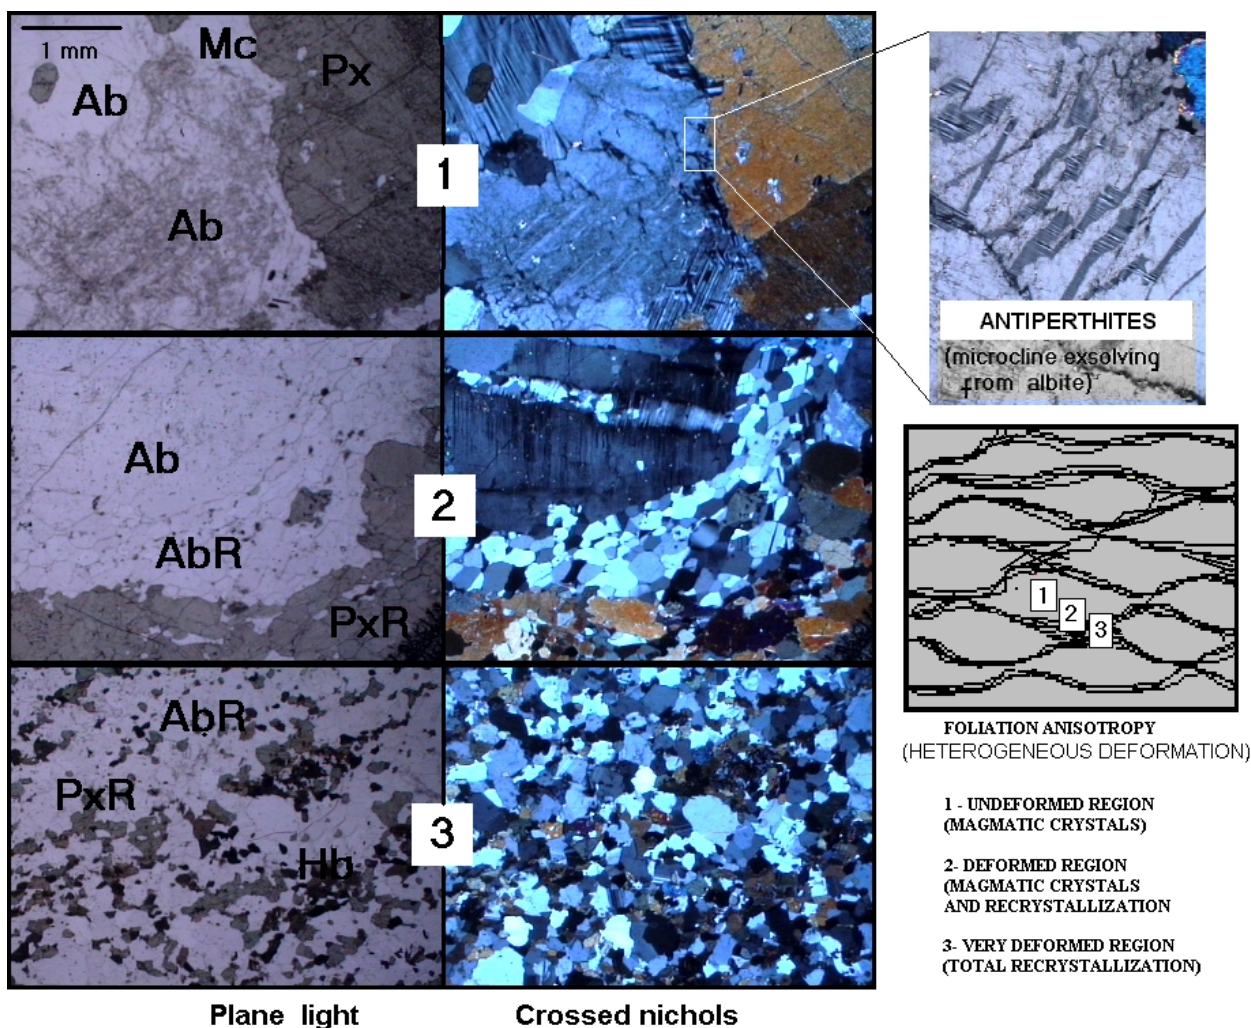 1 mm
Mc
Px
Ab
Ab
1
ANTIPERTHITES
(microcline exsolving
from albite)
Ab
AbR
PxR
2
1
2
3
FOLIATION ANISOTROPY
(HETEROGENEOUS DEFORMATION)
AbR
PxR
Hb
3
1 - UNDEFORMED REGION
(MAGMATIC CRYSTALS)
2- DEFORMED REGION
(MAGMATIC CRYSTALS
AND RECRYSTALLIZATION
3- VERY DEFORMED REGION
(TOTAL RECRYSTALLIZATION)
Plane light
Crossed nichols